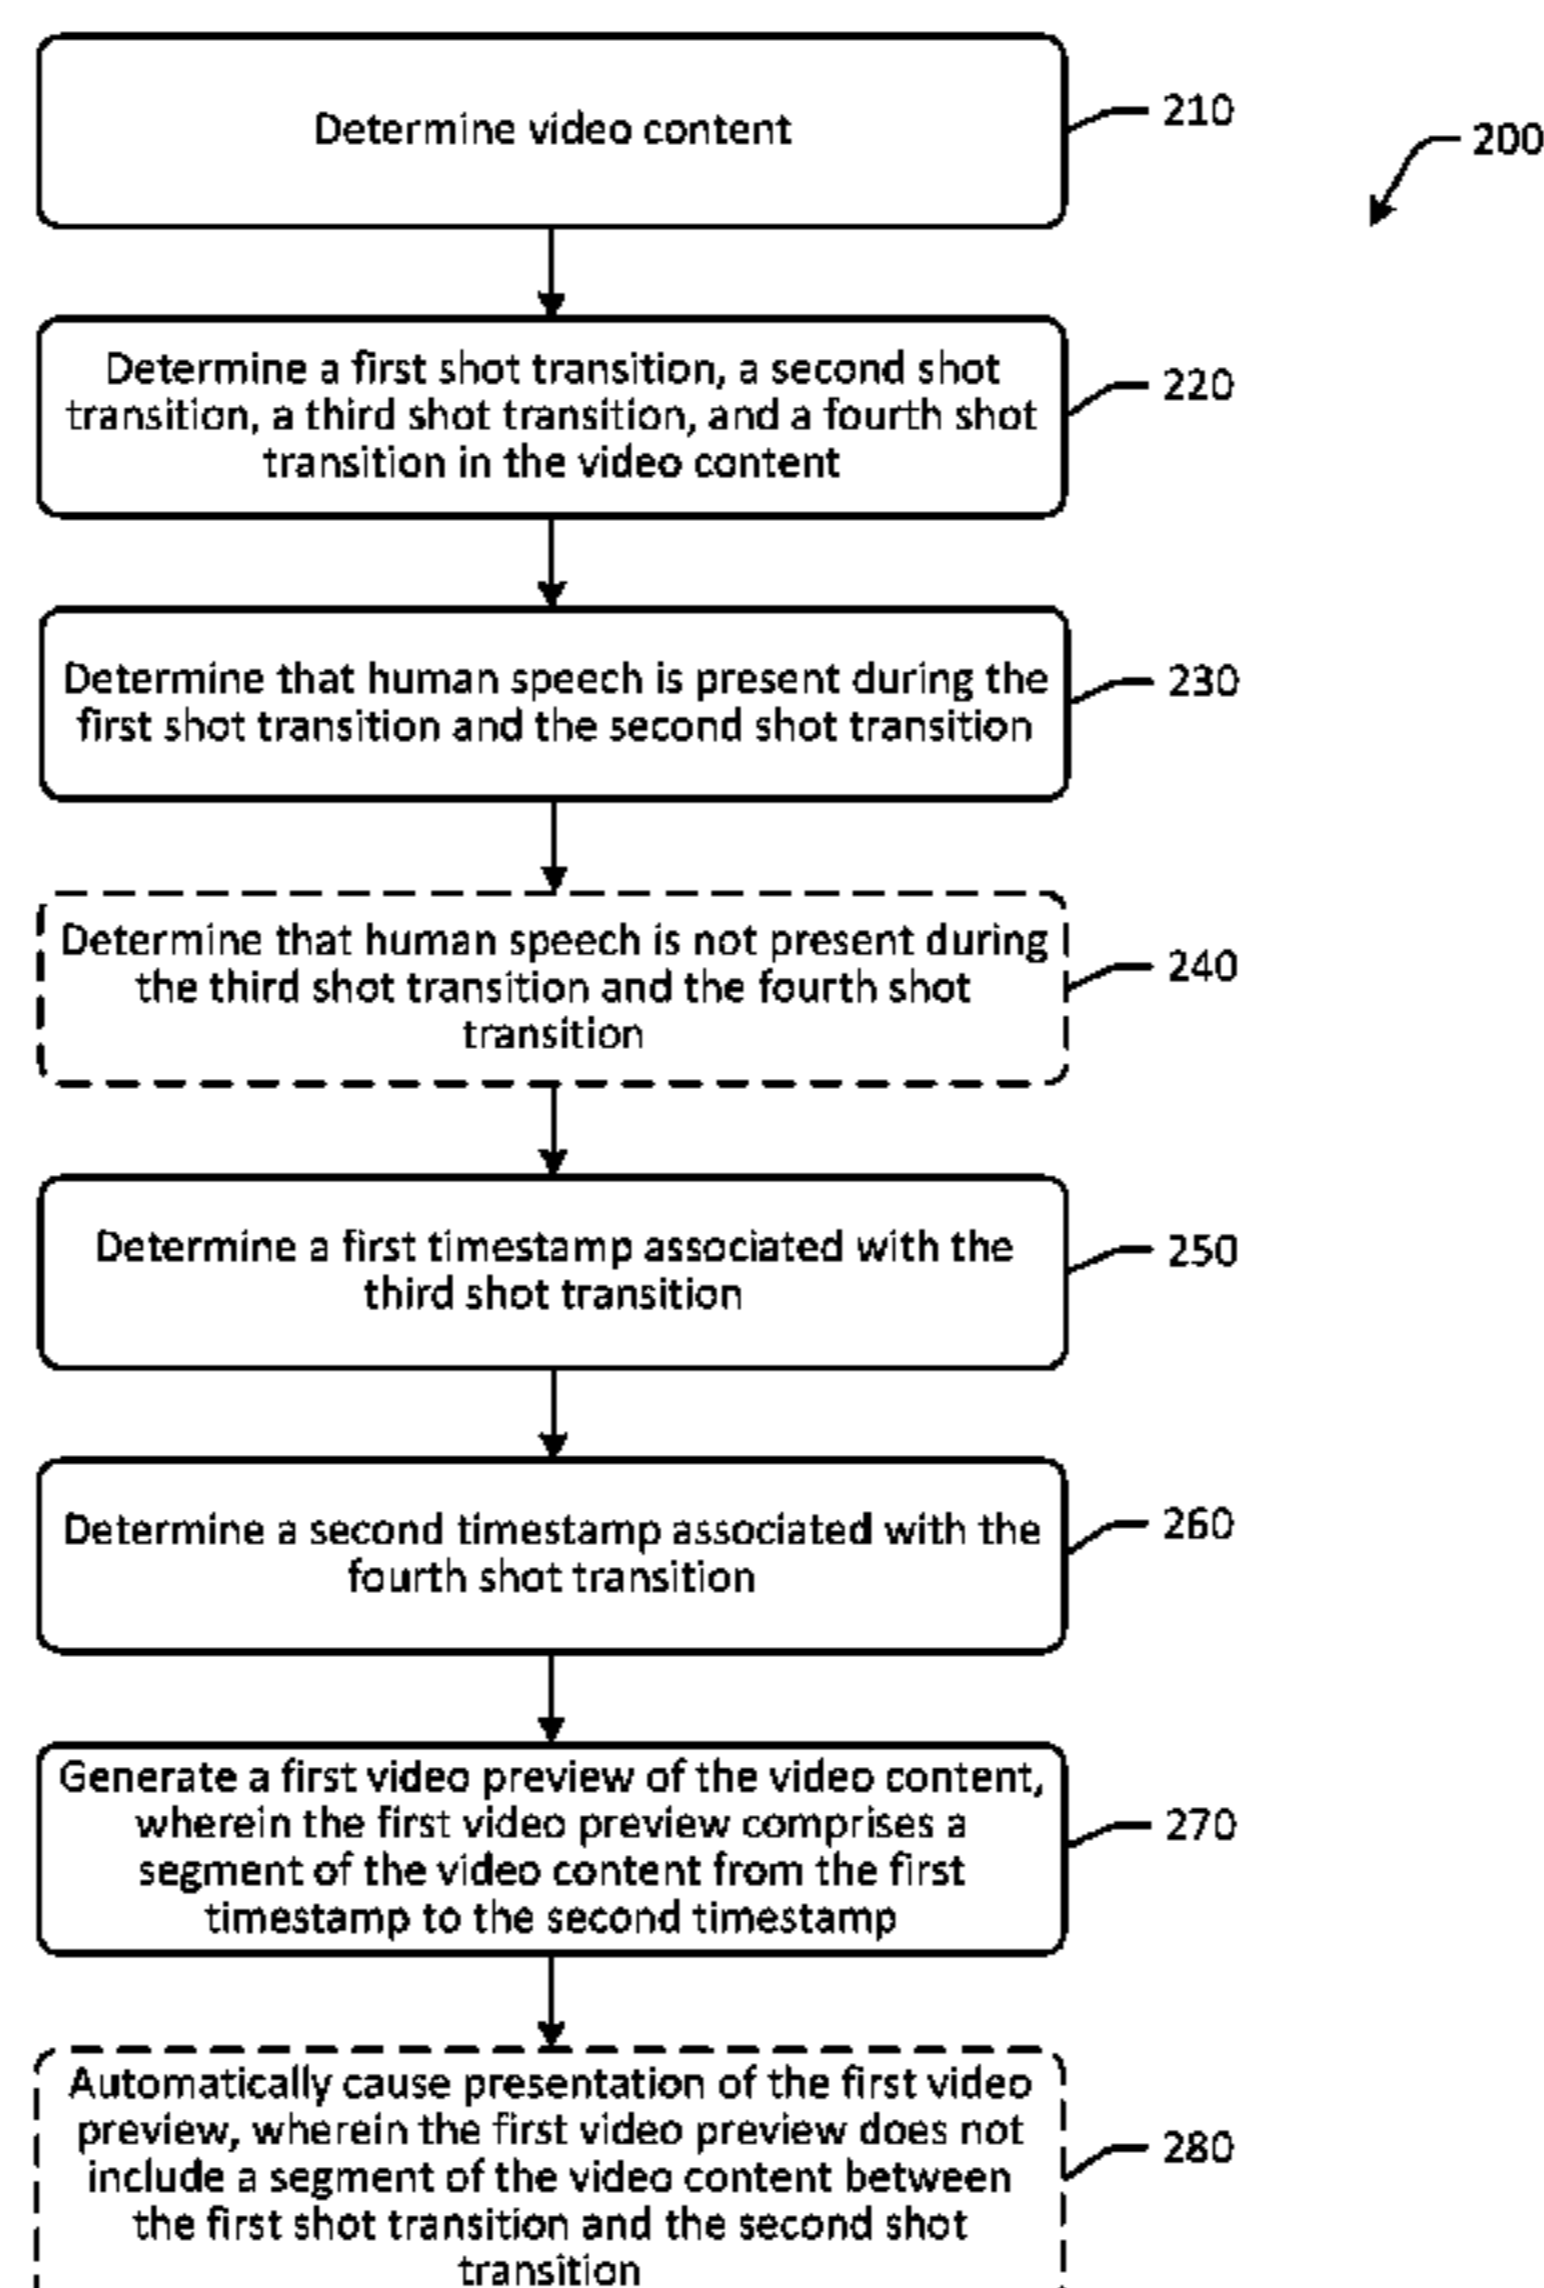 Determine video content
210
200
Determine a first shot transition, a second shot
transition, a third shot transition, and a fourth shot
transition in the video content
220
Determine that human speech is present during the
first shot transition and the second shot transition
230
Determine that human speech is not present during
the third shot transition and the fourth shot
transition
240
Determine a first timestamp associated with the
third shot transition
250
Determine a second timestamp associated with the
fourth shot transition
260
Generate a first video preview of the video content,
wherein the first video preview comprises a
segment of the video content from the first
timestamp to the second timestamp
270
Automatically cause presentation of the first video
preview, wherein the first video preview does not
include a segment of the video content between
the first shot transition and the second shot
transition
280